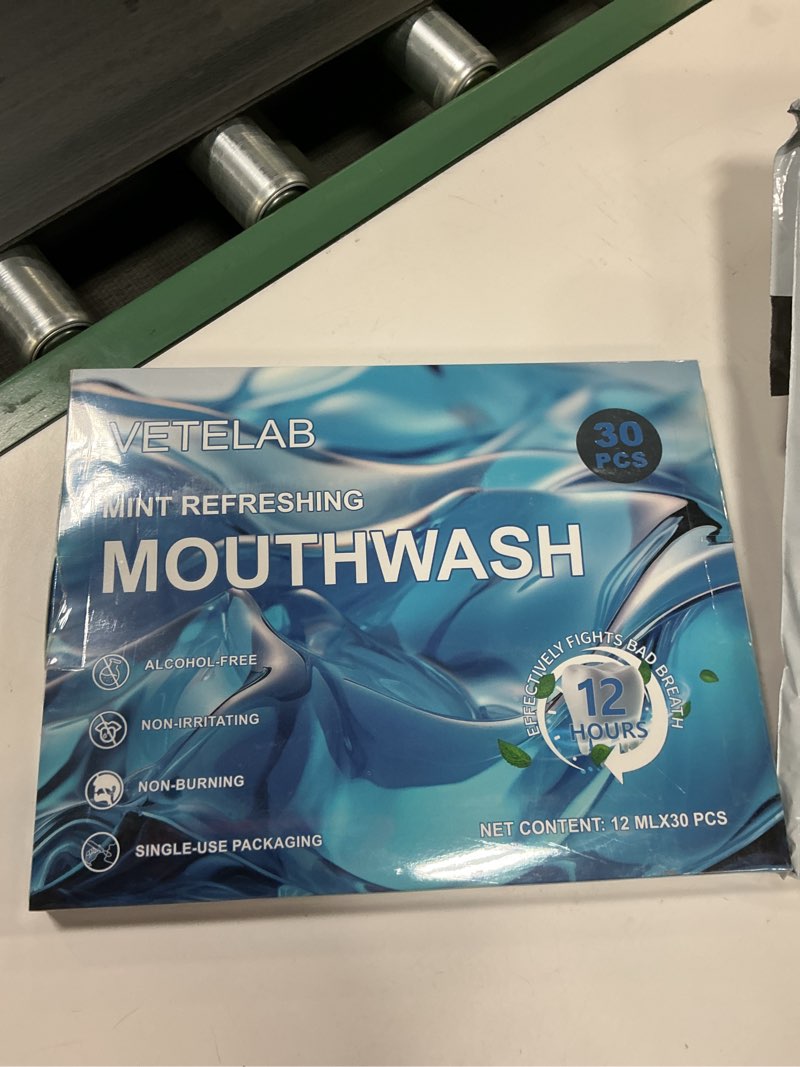 VETELAB
30
PCS
MINT REFRESHING
MOUTHWASH
ALCOHOL-FREE
NON-IRRITATING
NON-BURNING
SINGLE-USE PACKAGING
EFFECTIVELY FIGHTS BAD BREATH
12
HOURS
NET CONTENT: 12 MLX30 PCS